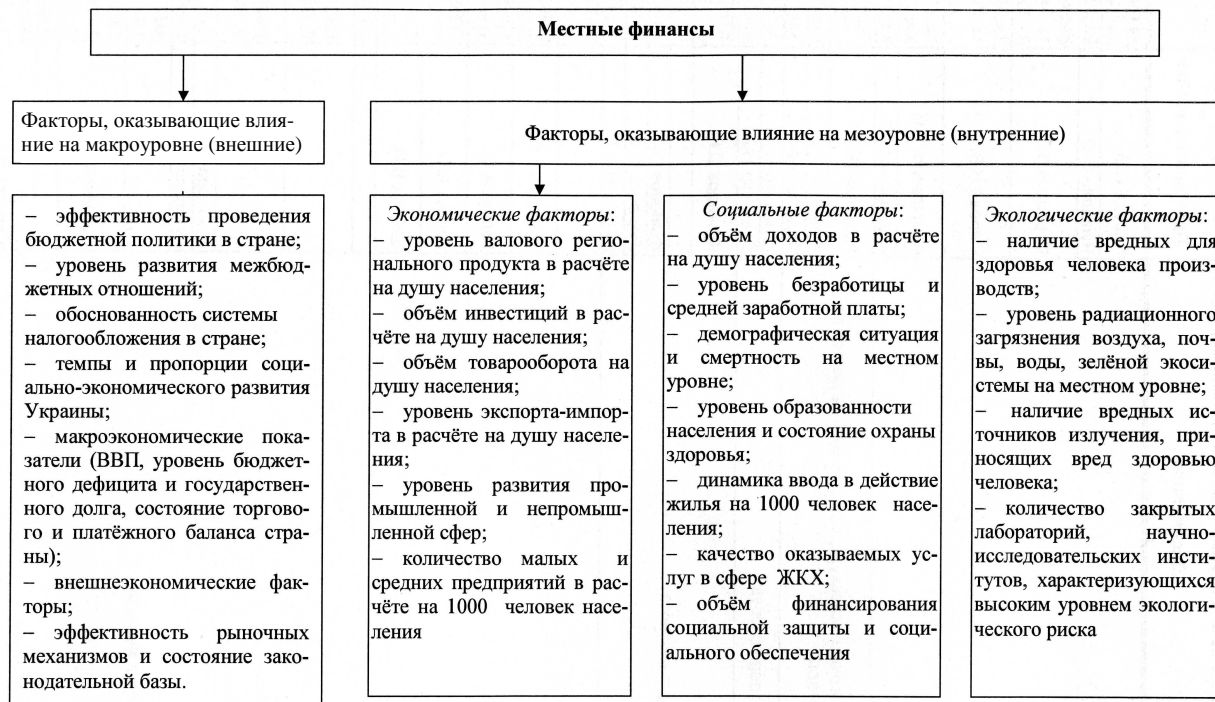 Местные финансы
Факторы, оказывающие влия-
ние на макроуровне (внешние)
Факторы, оказывающие влияние на мезоуровне (внутренние)
– эффективность проведения
бюджетной политики в стране;
– уровень развития межбюд-
жетных отношений;
– обоснованность системы
налогообложения в стране;
– темпы и пропорции соци-
ально-экономического развития
Украины;
– макроэкономические пока-
затели (ВВП, уровень бюджет-
ного дефицита и государствен-
ного долга, состояние торгово-
го и платёжного баланса стра-
ны);
– внешнеэкономические фак-
торы;
– эффективность рыночных
механизмов и состояние зако-
нодательной базы.
Экономические факторы:
– уровень валового регио-
нального продукта в расчёте
на душу населения;
– объём инвестиций в рас-
чёте на душу населения;
– объём товарооборота на
душу населения;
– уровень экспорта-импор-
та в расчёте на душу населе-
ния;
– уровень развития про-
мышленной и непромыш-
ленной сфер;
– количество малых и
средних предприятий в рас-
чёте на 1000 человек насе-
ления
Социальные факторы:
– объём доходов в расчёте
на душу населения;
– уровень безработицы и
средней заработной платы;
– демографическая ситуация
и смертность на местном
уровне;
– уровень образованности
населения и состояние охраны
здоровья;
– динамика ввода в действие
жилья на 1000 человек насе-
ления;
– качество оказываемых ус-
луг в сфере ЖКХ;
– объём финансирования
социальной защиты и соци-
ального обеспечения
Экологические факторы:
– наличие вредных для
здоровья человека произ-
водств;
– уровень радиационного
загрязнения воздуха, поч-
вы, воды, зелёной экоси-
стемы на местном уровне;
– наличие вредных ис-
точников излучения, при-
носящих вред здоровью
человека;
– количество закрытых
лабораторий, научно-
исследовательских инсти-
тутов, характеризующихся
высоким уровнем экологи-
ческого риска